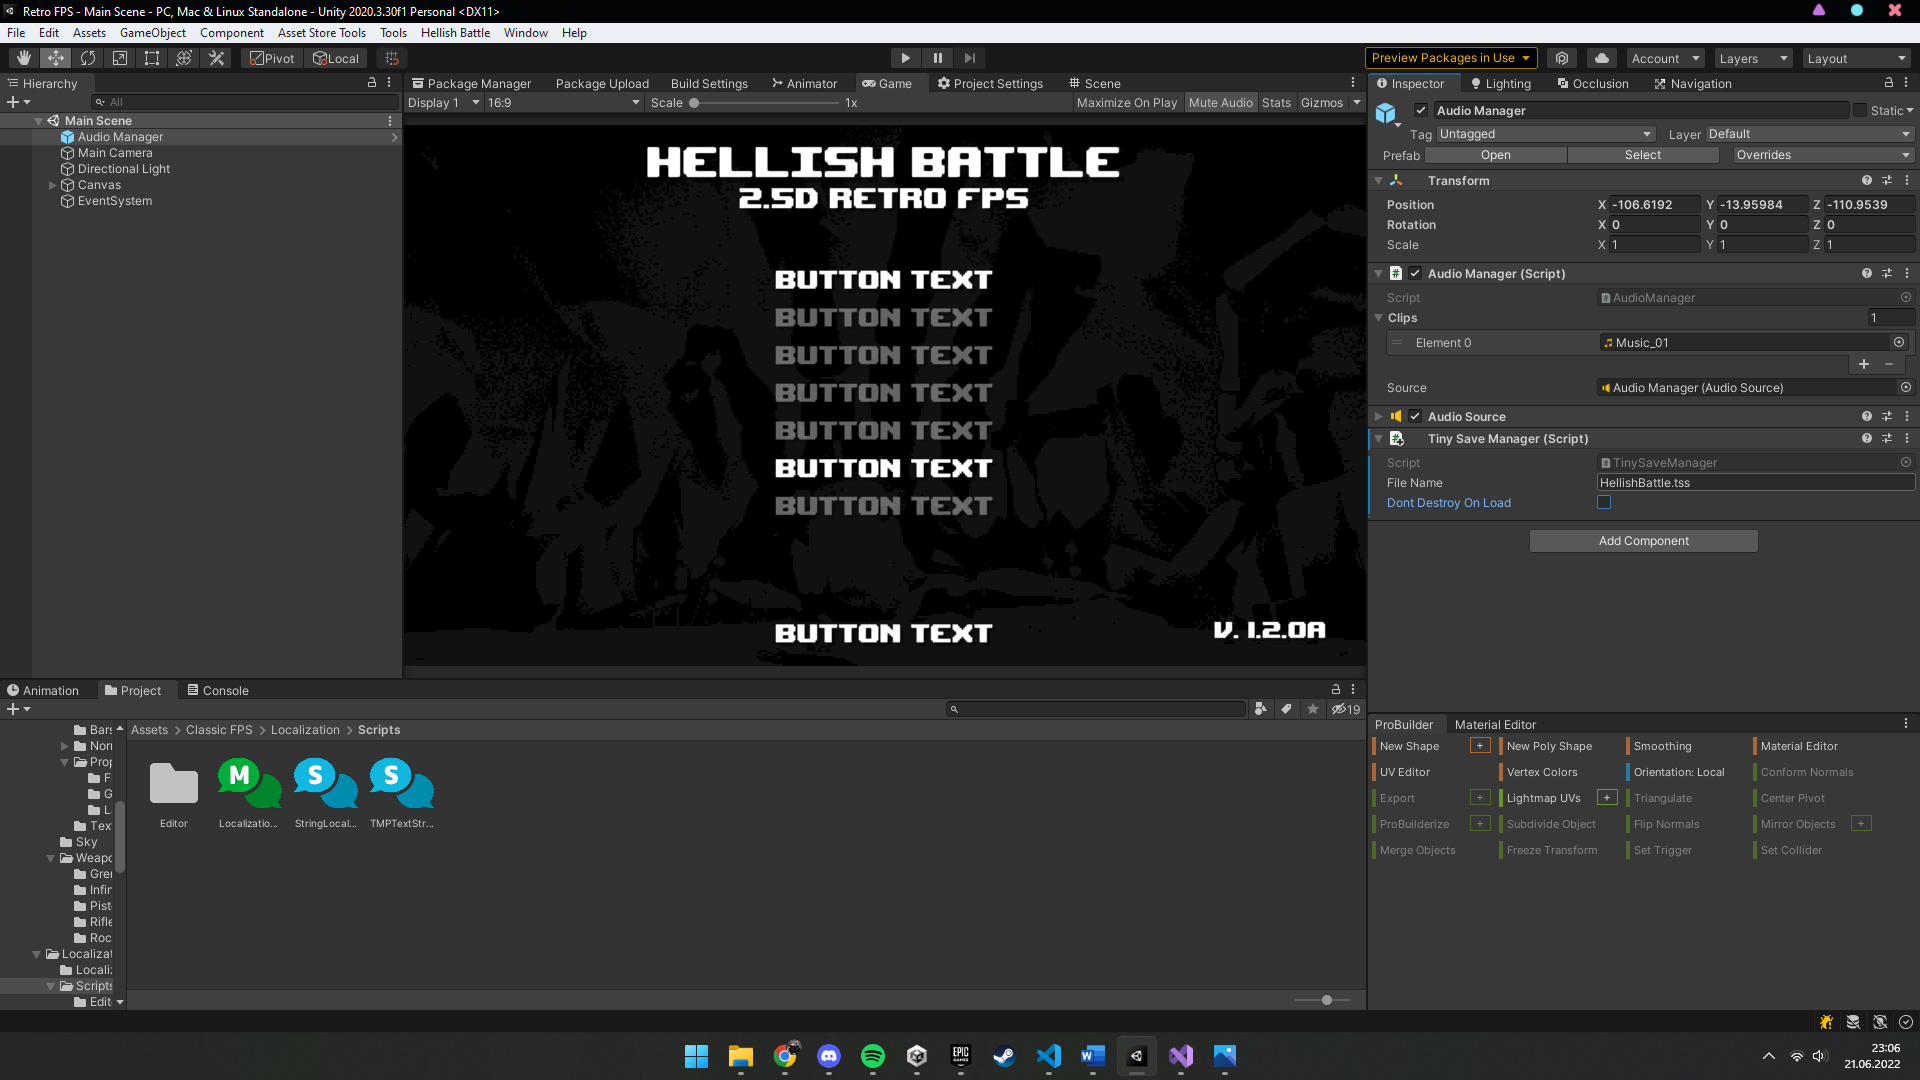 Retro FPS - Main Scene - PC, Mac & Linux Standalone - Unity 2020.3.30f1 Personal <DX11>
File Edit Assets GameObject Component Asset Store Tools Tools Hellish Battle Window Help
Pivot Local
Preview Packages in Use Account Layers Layout
Hierarchy
All
Main Scene
Audio Manager
Main Camera
Directional Light
Canvas
EventSystem
Package Manager Package Upload Build Settings Animator Game Project Settings Scene
Display 1 16:9 Scale 1x Maximize On Play Mute Audio Stats Gizmos
HELLISH BATTLE
2.5D RETRO FPS
BUTTON TEXT
BUTTON TEXT
BUTTON TEXT
BUTTON TEXT
BUTTON TEXT
BUTTON TEXT
BUTTON TEXT
BUTTON TEXT
V. 1.2.0A
Inspector Lighting Occlusion Navigation
Audio Manager Static
Tag Untagged Layer Default
Prefab Open Select Overrides
Transform
Position X -106.6192 Y -13.95984 Z -110.9539
Rotation X 0 Y 0 Z 0
Scale X 1 Y 1 Z 1
Audio Manager (Script)
Script AudioManager
Clips 1
Element 0 Music_01
Source Audio Manager (Audio Source)
Audio Source
Tiny Save Manager (Script)
Script TinySaveManager
File Name HellishBattle.tss
Dont Destroy On Load
Add Component
Animation Project Console
19
Assets > Classic FPS > Localization > Scripts
Bars
Nor
Prop
F
G
L
Tex
Sky
Weapo
Gre
Infin
Pist
Rifle
Roc
Localizat
Locali
Scripts
Edit
Editor
Localizatio...
StringLocal...
TMPTextStr...
ProBuilder Material Editor
New Shape + New Poly Shape Smoothing Material Editor
UV Editor Vertex Colors Orientation: Local Conform Normals
Export + Lightmap UVs + Triangulate Center Pivot
ProBuilderize + Subdivide Object Flip Normals Mirror Objects +
Merge Objects Freeze Transform Set Trigger Set Collider
EPIC GAMES
23:06
21.06.2022